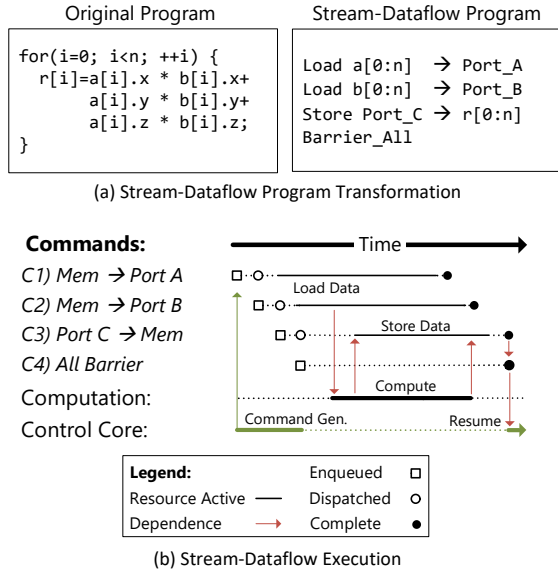 Original Program
Stream-Dataflow Program
for(i=0; i<n; ++i) {
r[i]=a[i].x * b[i].x+
a[i].y * b[i].y+
a[i].z * b[i].z;
}
Load a[0:n] → Port_A
Load b[0:n] → Port_B
Store Port_C → r[0:n]
Barrier_All
(a) Stream-Dataflow Program Transformation
Commands:
Time
C1) Mem → Port A
Load Data
C2) Mem → Port B
C3) Port C → Mem
Store Data
C4) All Barrier
Computation:
Compute
Control Core:
Command Gen.
Resume
Legend:
Enqueued
Resource Active
Dispatched
Dependence
Complete
(b) Stream-Dataflow Execution